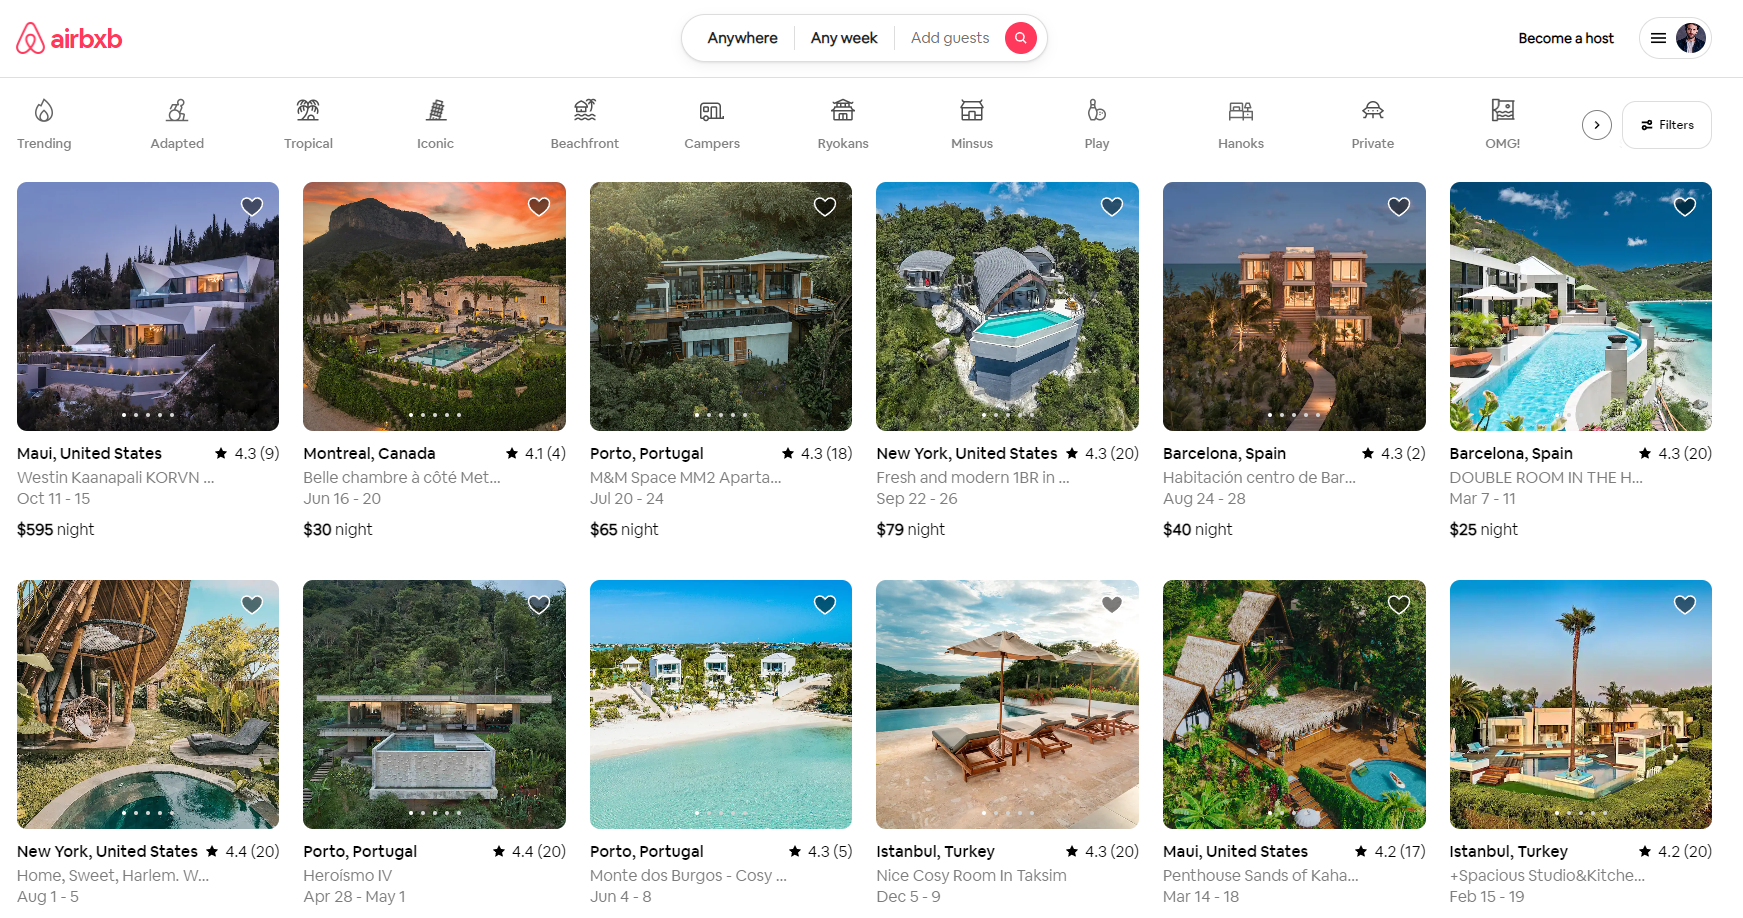 airbxb
Anywhere Any week Add guests
Become a host
Trending Adapted Tropical Iconic Beachfront Campers Ryokans Minsus Play Hanoks Private OMG! Filters
Maui, United States 4.3 (9)
Westin Kaanapali KORVN ...
Oct 11 - 15
$595 night
Montreal, Canada 4.1 (4)
Belle chambre à côté Met...
Jun 16 - 20
$30 night
Porto, Portugal 4.3 (18)
M&M Space MM2 Aparta...
Jul 20 - 24
$65 night
New York, United States 4.3 (20)
Fresh and modern 1BR in ...
Sep 22 - 26
$79 night
Barcelona, Spain 4.3 (2)
Habitación centro de Bar...
Aug 24 - 28
$40 night
Barcelona, Spain 4.3 (20)
DOUBLE ROOM IN THE H...
Mar 7 - 11
$25 night
New York, United States 4.4 (20)
Home, Sweet, Harlem. W...
Aug 1 - 5
Porto, Portugal 4.4 (20)
Heroísmo IV
Apr 28 - May 1
Porto, Portugal 4.3 (5)
Monte dos Burgos - Cosy ...
Jun 4 - 8
Istanbul, Turkey 4.3 (20)
Nice Cosy Room In Taksim
Dec 5 - 9
Maui, United States 4.2 (17)
Penthouse Sands of Kaha...
Mar 14 - 18
Istanbul, Turkey 4.2 (20)
+Spacious Studio&Kitche...
Feb 15 - 19